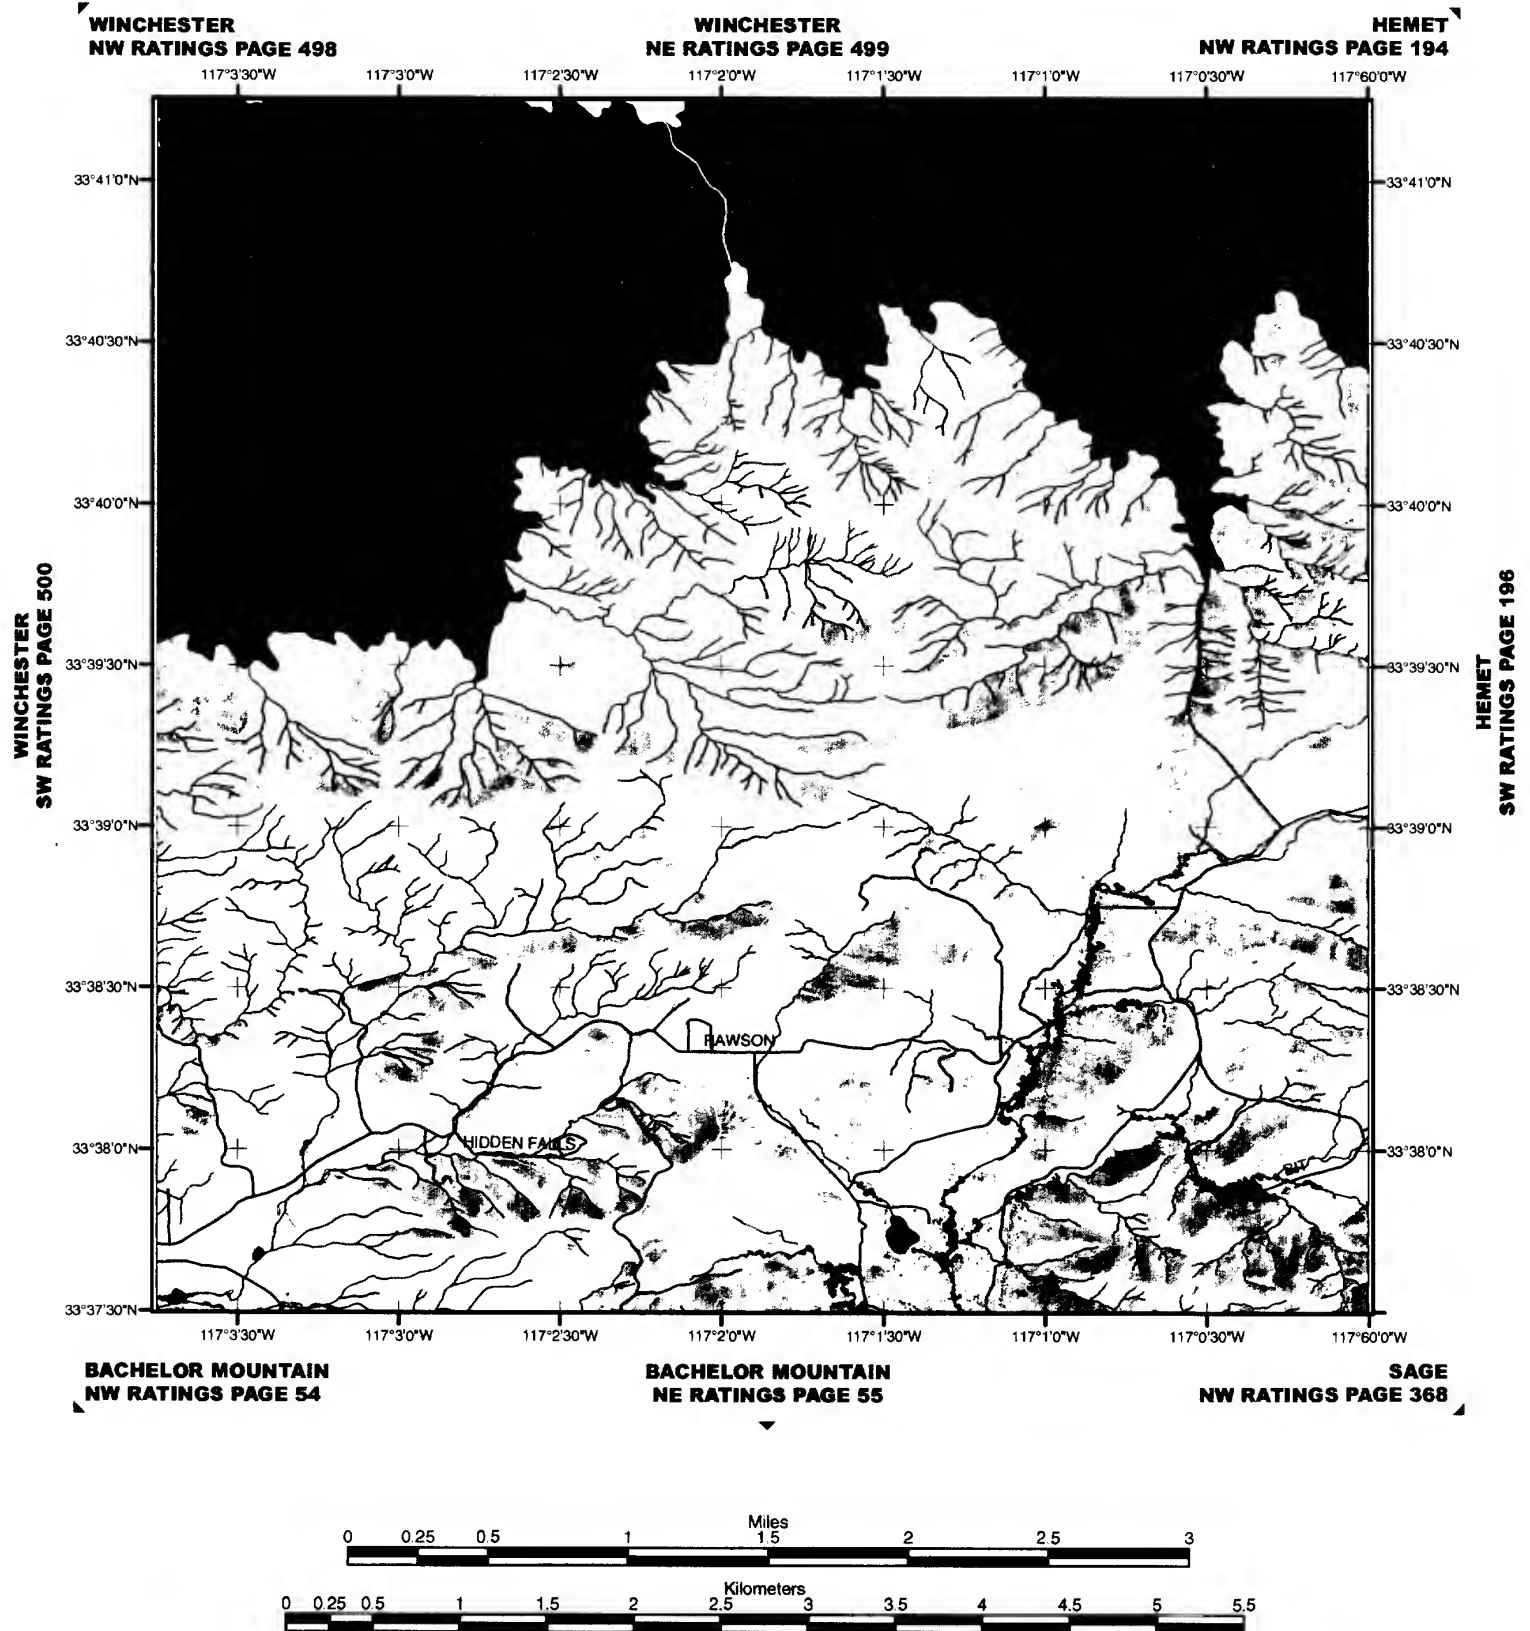 WINCHESTER
NW RATINGS PAGE 498
WINCHESTER
NE RATINGS PAGE 499
HEMET
NW RATINGS PAGE 194
117°3'30"W 117°3'0"W 117°2'30"W 117°2'0"W 117°1'30"W 117°1'0"W 117°0'30"W 117°60'0"W
33°41'0"N 33°41'0"N
33°40'30"N 33°40'30"N
33°40'0"N 33°40'0"N
WINCHESTER
SW RATINGS PAGE 500
HEMET
SW RATINGS PAGE 196
33°39'30"N 33°39'30"N
33°39'0"N 33°39'0"N
33°38'30"N 33°38'30"N
RAWSON
HIDDEN FALLS
33°38'0"N 33°38'0"N
33°37'30"N
117°3'30"W 117°3'0"W 117°2'30"W 117°2'0"W 117°1'30"W 117°1'0"W 117°0'30"W 117°60'0"W
BACHELOR MOUNTAIN
NW RATINGS PAGE 54
BACHELOR MOUNTAIN
NE RATINGS PAGE 55
SAGE
NW RATINGS PAGE 368
Miles
0 0.25 0.5 1 1.5 2 2.5 3
Kilometers
0 0.25 0.5 1 1.5 2 2.5 3 3.5 4 4.5 5 5.5